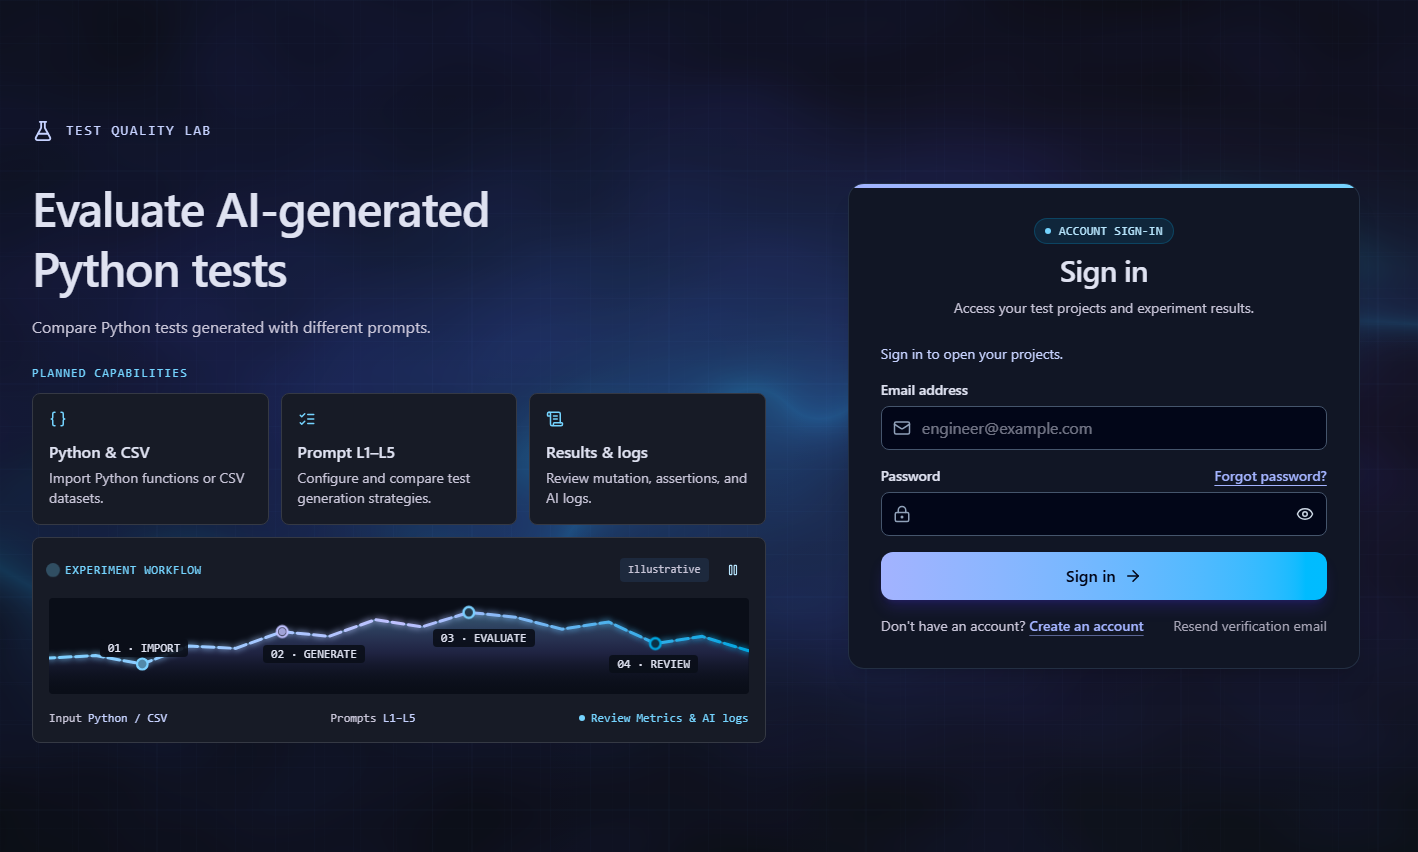 TEST QUALITY LAB
Evaluate AI-generated
Python tests
Compare Python tests generated with different prompts.
PLANNED CAPABILITIES
Python & CSV
Import Python functions or CSV
datasets.
Prompt L1–L5
Configure and compare test
generation strategies.
Results & logs
Review mutation, assertions, and
AI logs.
EXPERIMENT WORKFLOW
Illustrative
01 · IMPORT
02 · GENERATE
03 · EVALUATE
04 · REVIEW
Input Python / CSV
Prompts L1–L5
Review Metrics & AI logs
ACCOUNT SIGN-IN
Sign in
Access your test projects and experiment results.
Sign in to open your projects.
Email address
engineer@example.com
Password
Forgot password?
Sign in →
Don't have an account? Create an account
Resend verification email